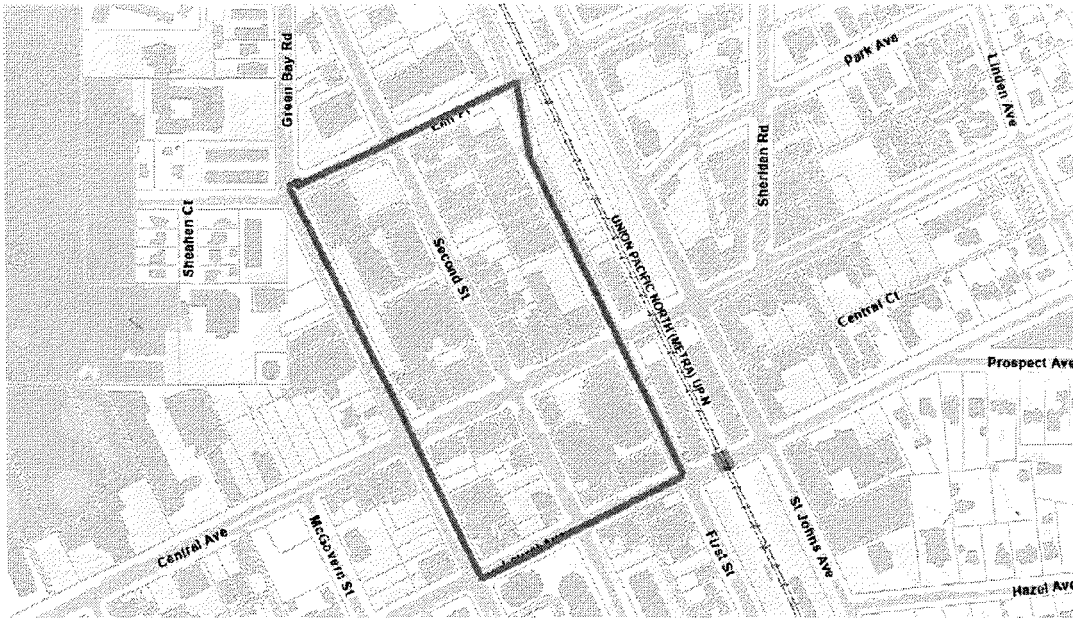 Green Bay Rd
Park Ave
Linden Ave
Elm Pl
Sheridan Rd
Sheahen Ct
Second St
UNION PACIFIC NORTH (METRA) UP-N
Central Ct
Prospect Ave
Central Ave
McGovern St
First St
St Johns Ave
Hazel Ave